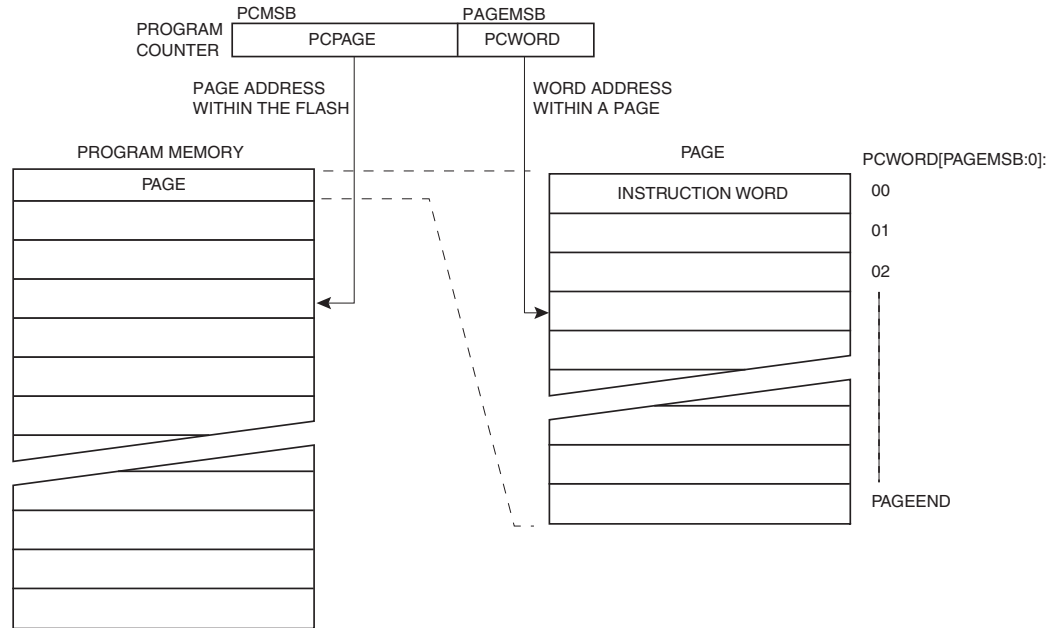 PCMSB
PAGEMSB
PROGRAM
COUNTER
PCPAGE
PCWORD
PAGE ADDRESS
WITHIN THE FLASH
WORD ADDRESS
WITHIN A PAGE
PROGRAM MEMORY
PAGE
PAGE
PCWORD[PAGEMSB:0]:
INSTRUCTION WORD
00
01
02
PAGEEND